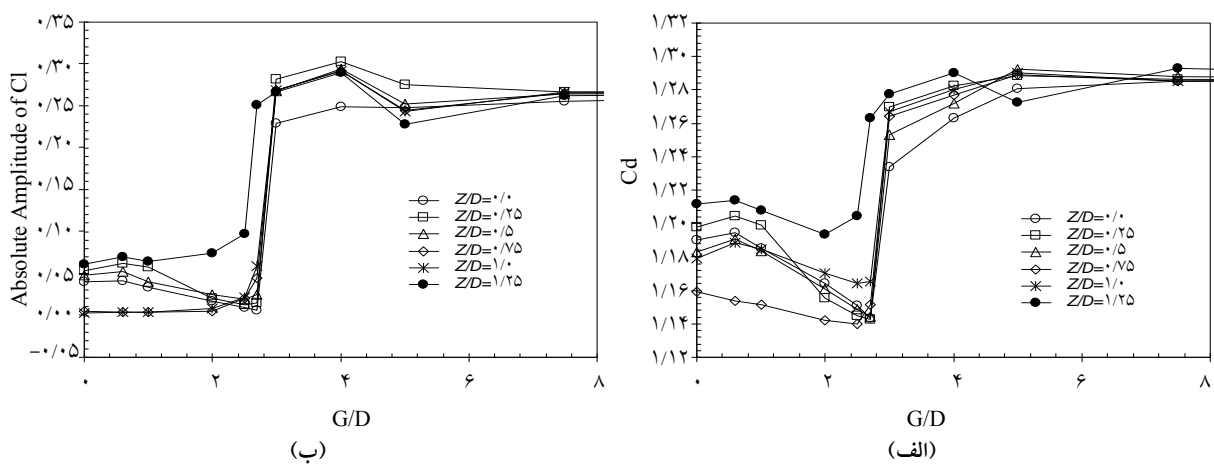 ۰/۳۵
۰/۳۰
۰/۲۵
۰/۲۰
۰/۱۵
۰/۱۰
۰/۰۵
۰/۰۰
−۰/۰۵
Absolute Amplitude of Cl
Z/D=۰/۰
Z/D=۰/۲۵
Z/D=۰/۵
Z/D=۰/۷۵
Z/D=۱/۰
Z/D=۱/۲۵
۰ ۲ ۴ ۶ ۸
G/D
(ب)
۱/۳۲
۱/۳۰
۱/۲۸
۱/۲۶
۱/۲۴
۱/۲۲
۱/۲۰
۱/۱۸
۱/۱۶
۱/۱۴
۱/۱۲
Cd
Z/D=۰/۰
Z/D=۰/۲۵
Z/D=۰/۵
Z/D=۰/۷۵
Z/D=۱/۰
Z/D=۱/۲۵
۰ ۲ ۴ ۶ ۸
G/D
(الف)